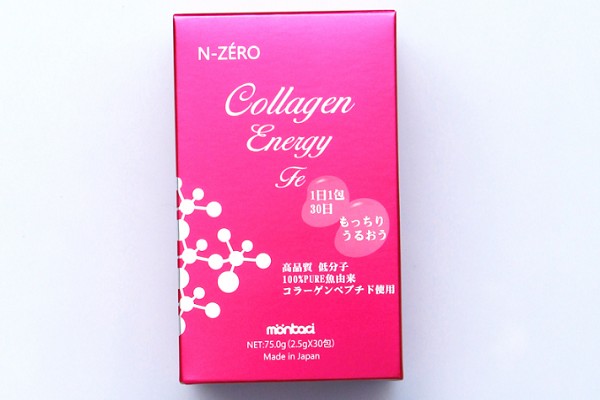 N-ZÉRO
Collagen
Energy
Fe
1日1包
30日
もっちり
うるおう
高品質 低分子
100%PURE魚由来
コラーゲンペプチド使用
mönbaci
NET:75.0g(2.5gX30包)
Made in Japan